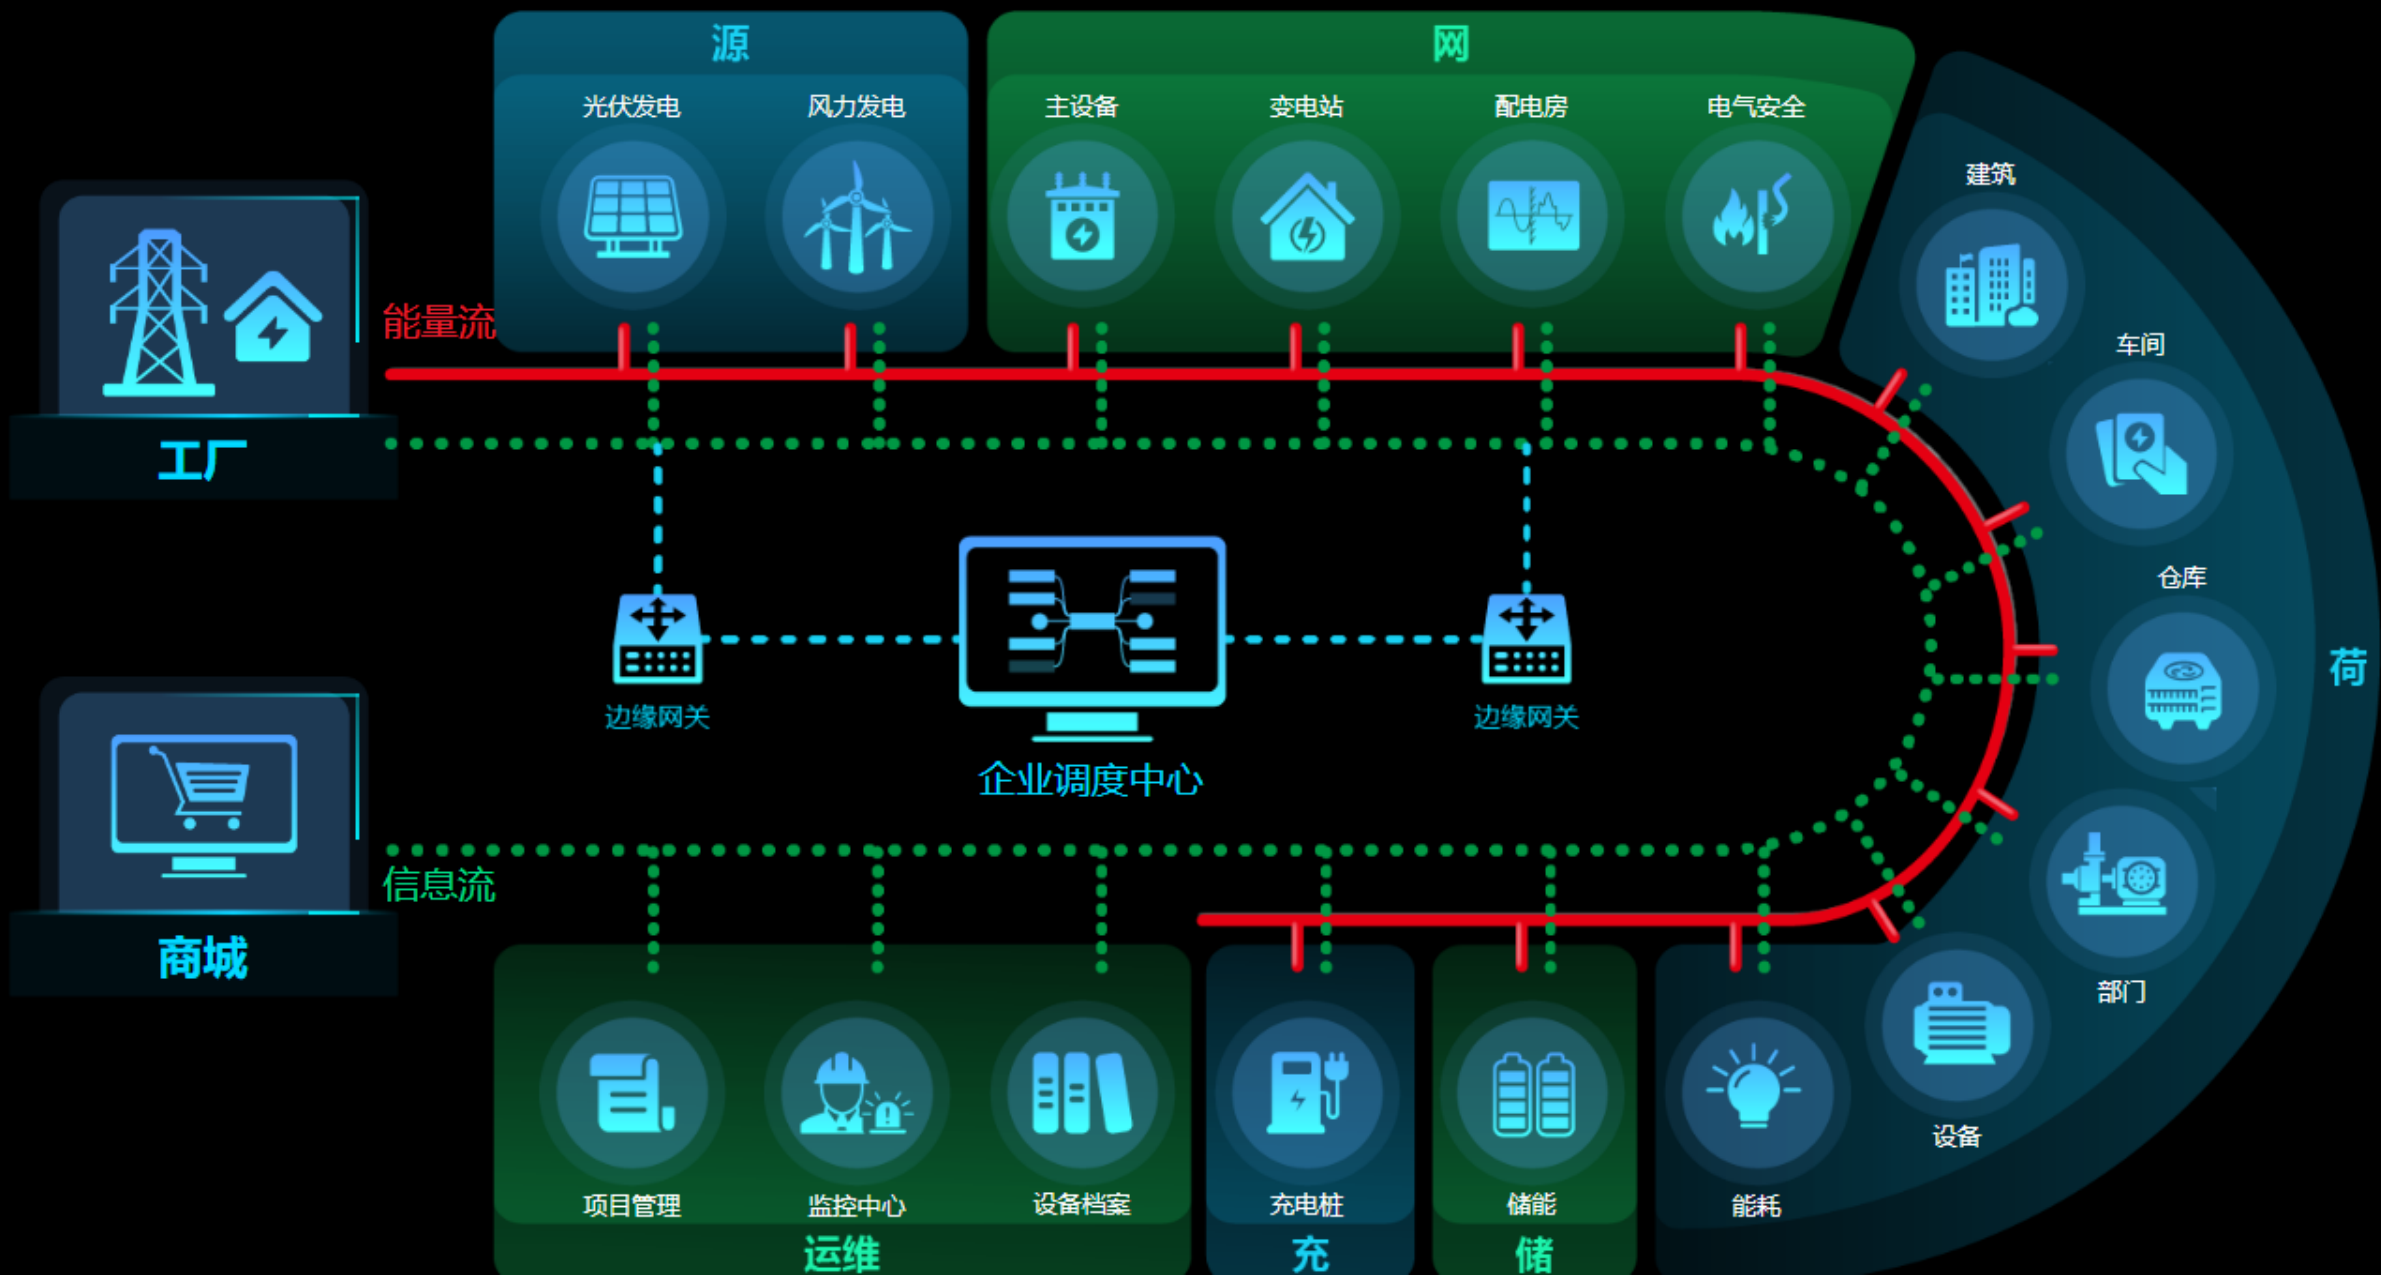 源
网
光伏发电
风力发电
主设备
变电站
配电房
电气安全
建筑
能量流
车间
工厂
仓库
荷
边缘网关
边缘网关
企业调度中心
信息流
商城
部门
设备
项目管理
监控中心
设备档案
充电桩
储能
能耗
运维
充
储